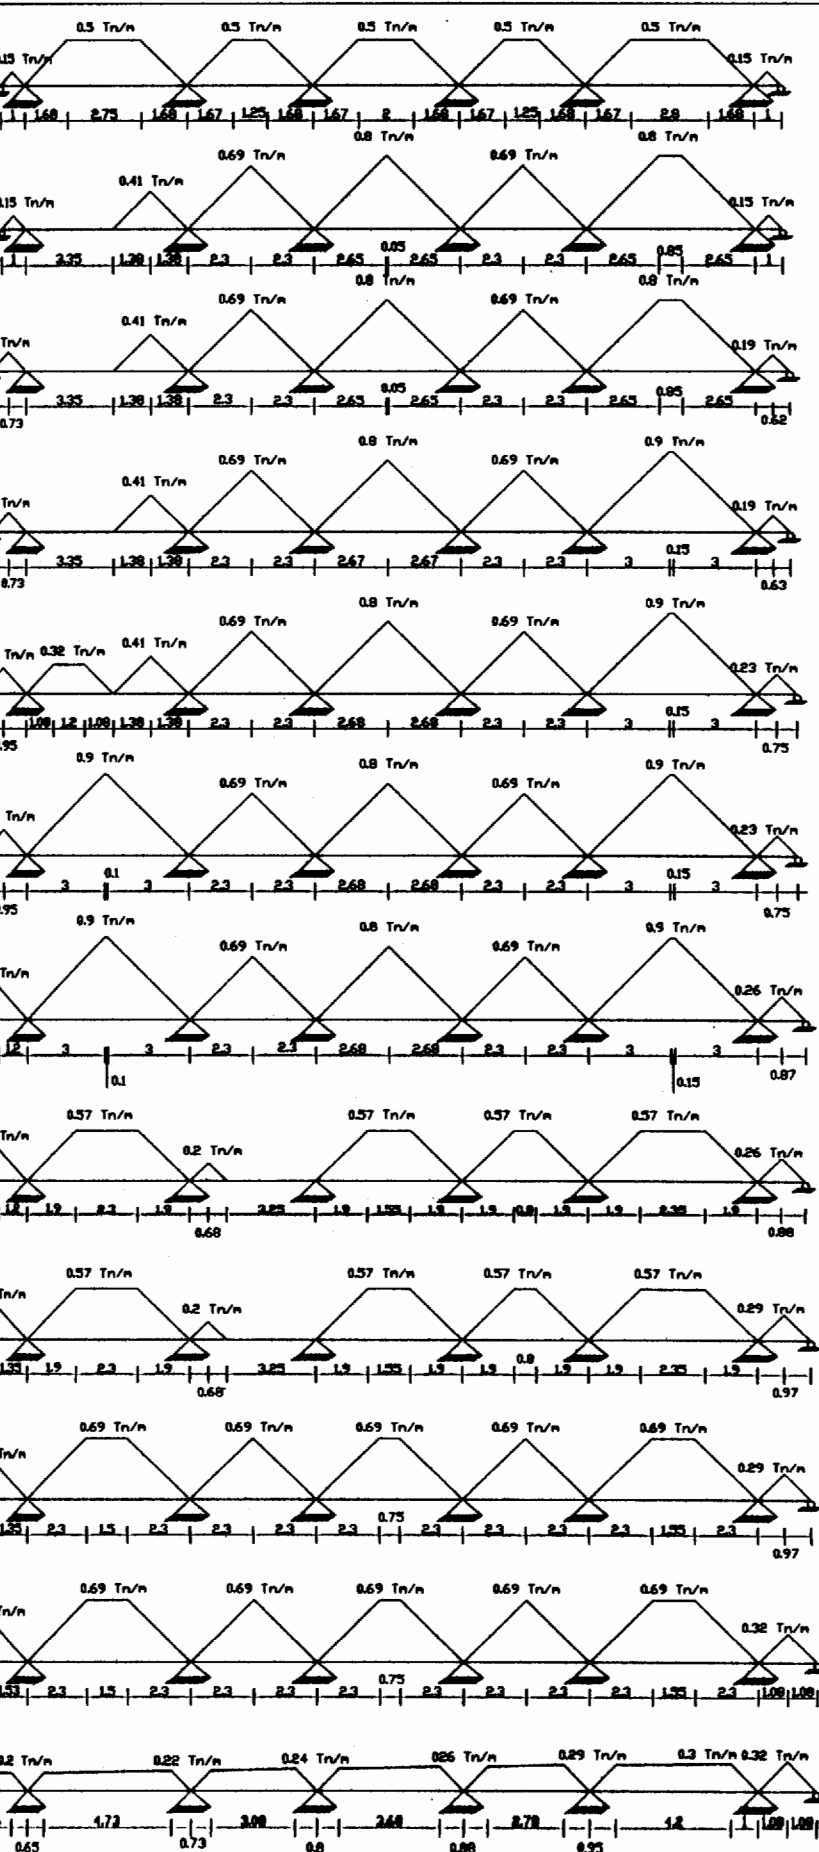 0.5 Tn/m 0.5 Tn/m 0.5 Tn/m 0.5 Tn/m 0.5 Tn/m
0.15 Tn/m 0.15 Tn/m
1 1.68 2.75 1.68 1.67 1.25 1.68 1.67 2 1.68 1.67 1.25 1.68 1.67 2.8 1.68 1
0.8 Tn/m 0.8 Tn/m
0.69 Tn/m 0.69 Tn/m
0.41 Tn/m
.15 Tn/m 0.15 Tn/m
0.05 0.85
1 3.35 1.38 1.38 2.3 2.3 2.65 2.65 2.3 2.3 2.65 2.65 1
0.8 Tn/m 0.8 Tn/m
0.69 Tn/m 0.69 Tn/m
0.41 Tn/m
Tn/m 0.19 Tn/m
0.05 0.85
3.35 1.38 1.38 2.3 2.3 2.65 2.65 2.3 2.3 2.65 2.65
0.73 0.62
0.8 Tn/m 0.9 Tn/m
0.69 Tn/m 0.69 Tn/m
0.41 Tn/m
Tn/m 0.19 Tn/m
0.15
3.35 1.38 1.38 2.3 2.3 2.67 2.67 2.3 2.3 3 3
0.73 0.63
0.8 Tn/m 0.9 Tn/m
0.69 Tn/m 0.69 Tn/m
Tn/m 0.32 Tn/m 0.41 Tn/m
0.23 Tn/m
0.15
1.08 1.2 1.08 1.38 1.38 2.3 2.3 2.68 2.68 2.3 2.3 3 3
.95 0.75
0.9 Tn/m 0.8 Tn/m 0.9 Tn/m
0.69 Tn/m 0.69 Tn/m
Tn/m 0.23 Tn/m
0.1 0.15
3 3 2.3 2.3 2.68 2.68 2.3 2.3 3 3
.95 0.75
0.9 Tn/m 0.8 Tn/m 0.9 Tn/m
0.69 Tn/m 0.69 Tn/m
Tn/m 0.26 Tn/m
1.2 3 3 2.3 2.3 2.68 2.68 2.3 2.3 3 3
0.1 0.15 0.87
0.57 Tn/m 0.57 Tn/m 0.57 Tn/m 0.57 Tn/m
Tn/m 0.2 Tn/m 0.26 Tn/m
1.2 1.9 2.3 1.9 3.25 1.9 1.55 1.9 1.9 0.8 1.9 1.9 2.35 1.9
0.68 0.88
0.57 Tn/m 0.57 Tn/m 0.57 Tn/m 0.57 Tn/m
Tn/m 0.2 Tn/m 0.29 Tn/m
0.8
1.35 1.9 2.3 1.9 3.25 1.9 1.55 1.9 1.9 1.9 1.9 2.35 1.9
0.68 0.97
0.69 Tn/m 0.69 Tn/m 0.69 Tn/m 0.69 Tn/m 0.69 Tn/m
Tn/m 0.29 Tn/m
0.75
1.35 2.3 1.5 2.3 2.3 2.3 2.3 2.3 2.3 2.3 2.3 1.55 2.3
0.97
0.69 Tn/m 0.69 Tn/m 0.69 Tn/m 0.69 Tn/m 0.69 Tn/m
Tn/m 0.32 Tn/m
0.75
1.53 2.3 1.5 2.3 2.3 2.3 2.3 2.3 2.3 2.3 2.3 1.55 2.3 1.08 1.08
0.2 Tn/m 0.22 Tn/m 0.24 Tn/m 0.26 Tn/m 0.29 Tn/m 0.3 Tn/m 0.32 Tn/m
4.73 3.08 3.68 2.78 4.2 1 1.08 1.08
0.65 0.73 0.8 0.88 0.95